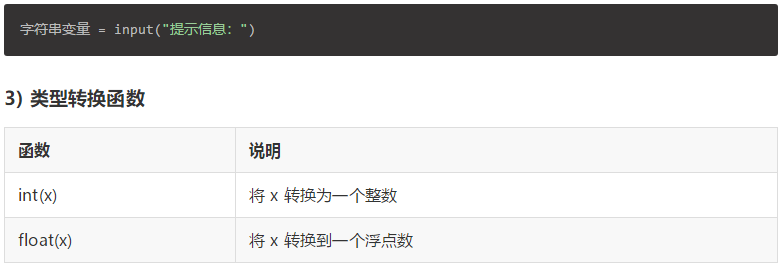 字符串变量 = input("提示信息：")
3) 类型转换函数
函数 说明
int(x) 将 x 转换为一个整数
float(x) 将 x 转换到一个浮点数